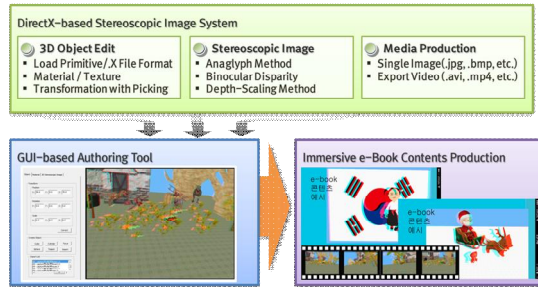 DirectX-based Stereoscopic Image System
3D Object Edit
Load Primitive/.X File Format
Material / Texture
Transformation with Picking
Stereoscopic Image
Anaglyph Method
Binocular Disparity
Depth-Scaling Method
Media Production
Single Image(.jpg, .bmp, etc.)
Export Video (.avi, .mp4, etc.)
GUI-based Authoring Tool
Immersive e-Book Contents Production
e-book
콘텐츠
예시
e-book
콘텐츠
예시